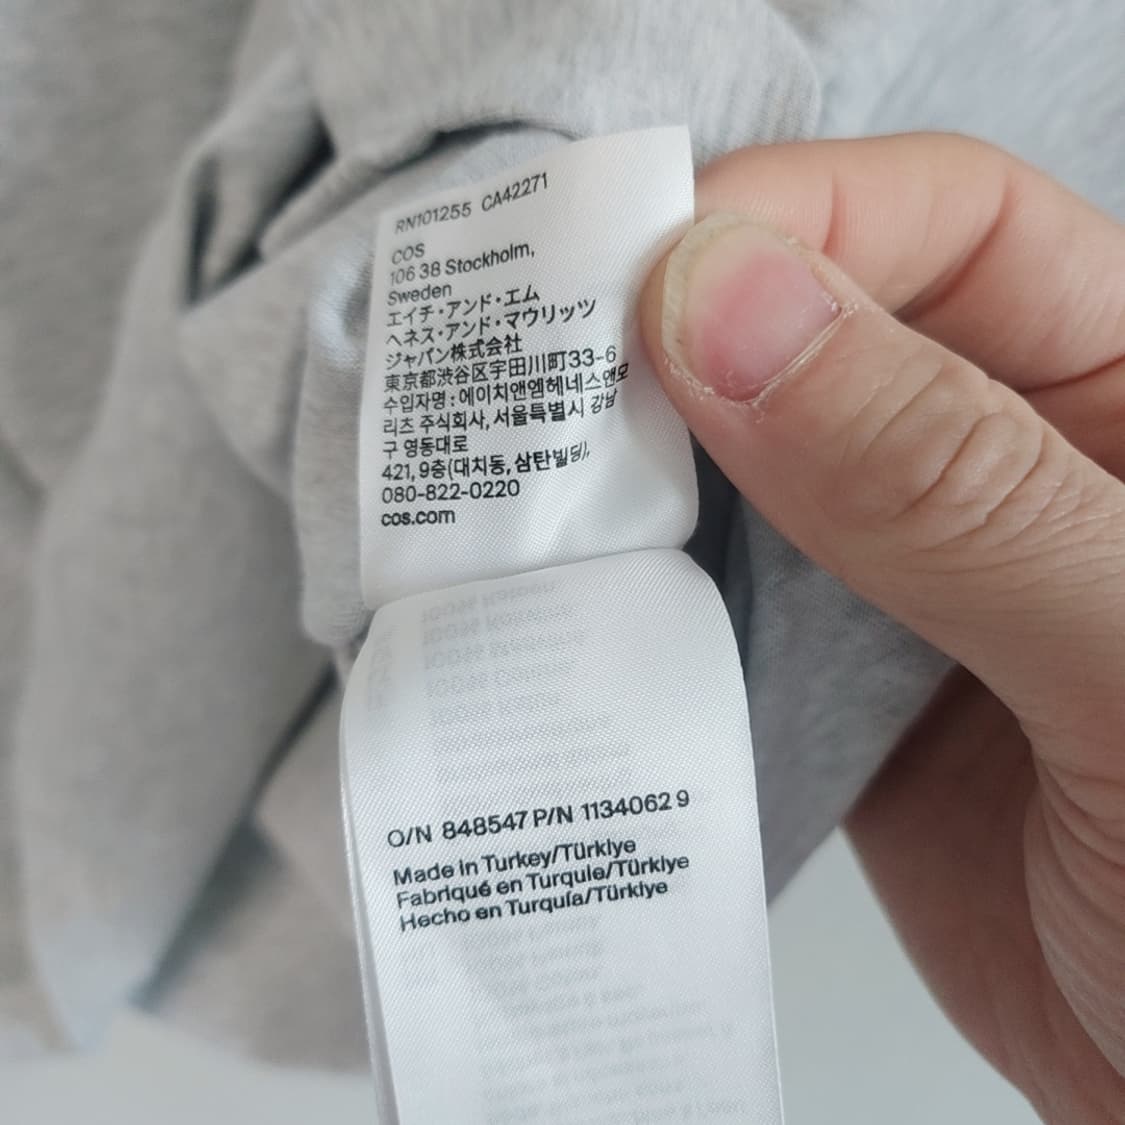 RN101255 CA42271
COS
106 38 Stockholm,
Sweden
エイチ・アンド・エム
ヘネス・アンド・マウリッツ
ジャパン株式会社
東京都渋谷区宇田川町33-6
수입자명 : 에이치앤엠헤네스앤모
리츠 주식회사, 서울특별시 강남
구 영동대로
421, 9층(대치동, 삼탄빌딩),
080-822-0220
cos.com
O/N 848547 P/N 1134062 9
Made in Turkey/Türkiye
Fabriqué en Turquie/Türkiye
Hecho en Turquía/Türkiye